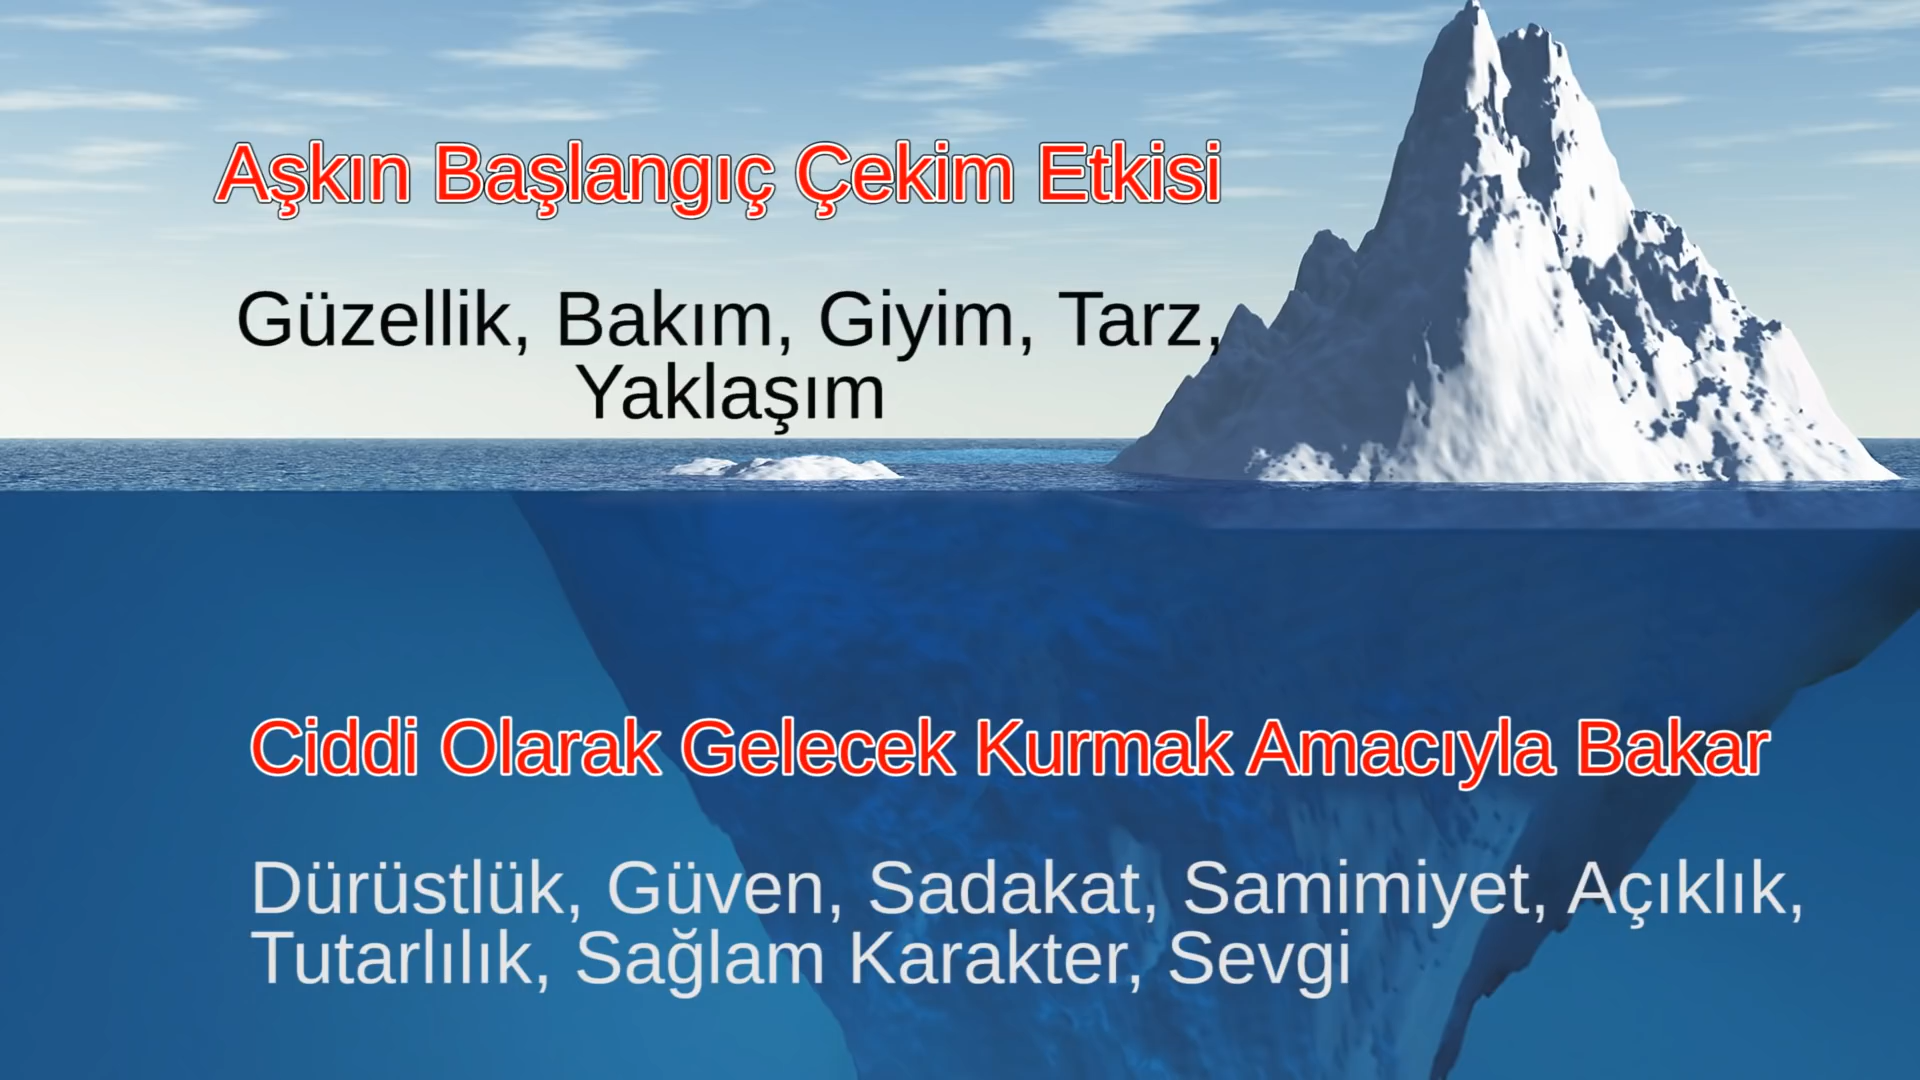 Aşkın Başlangıç Çekim Etkisi
Güzellik, Bakım, Giyim, Tarz,
Yaklaşım
Ciddi Olarak Gelecek Kurmak Amacıyla Bakar
Dürüstlük, Güven, Sadakat, Samimiyet, Açıklık,
Tutarlılık, Sağlam Karakter, Sevgi